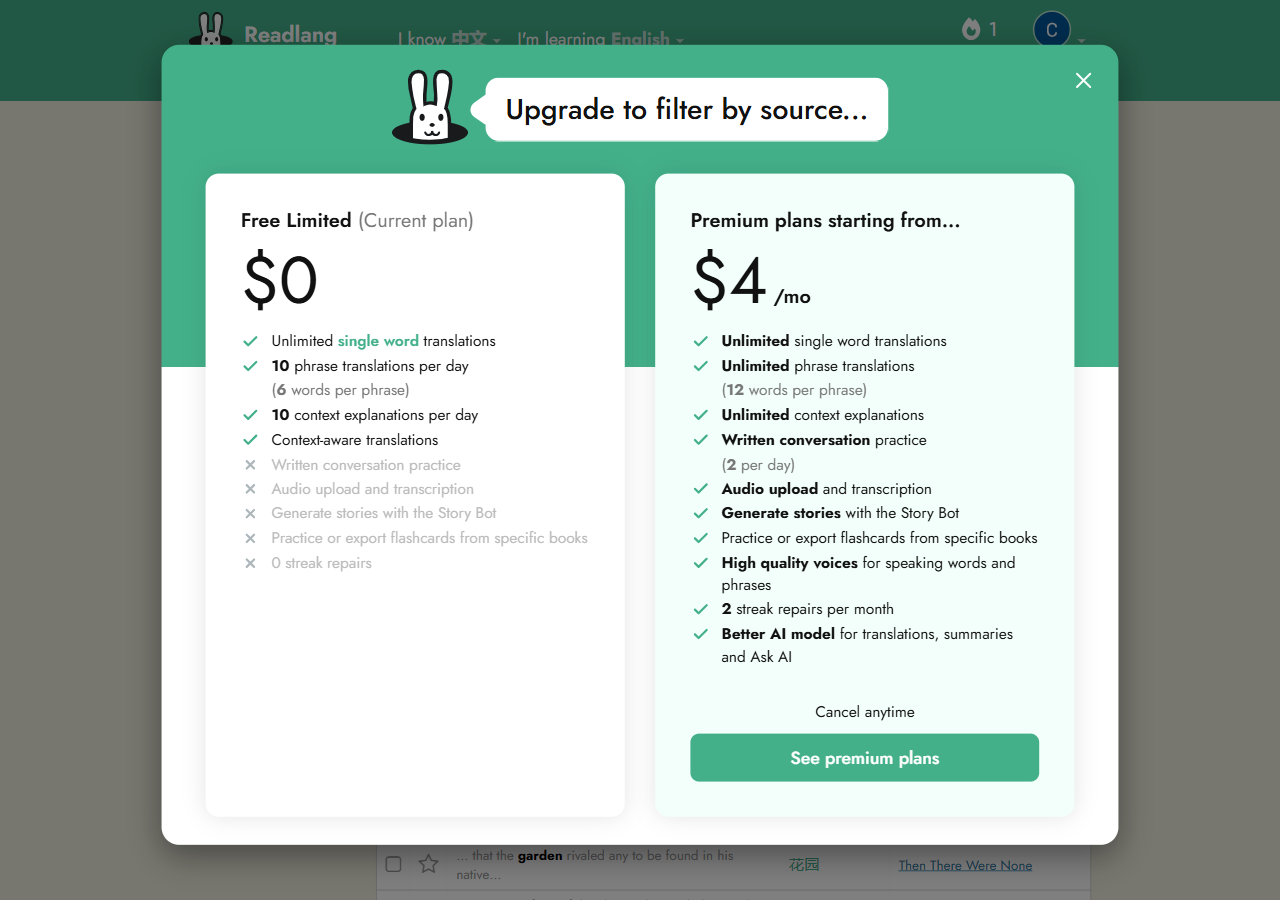 Readlang
I know 中文
I'm learning English
1
C
Upgrade to filter by source...
Free Limited (Current plan)
$0
Unlimited single word translations
10 phrase translations per day
(6 words per phrase)
10 context explanations per day
Context-aware translations
Written conversation practice
Audio upload and transcription
Generate stories with the Story Bot
Practice or export flashcards from specific books
0 streak repairs
Premium plans starting from...
$4 /mo
Unlimited single word translations
Unlimited phrase translations
(12 words per phrase)
Unlimited context explanations
Written conversation practice
(2 per day)
Audio upload and transcription
Generate stories with the Story Bot
Practice or export flashcards from specific books
High quality voices for speaking words and
phrases
2 streak repairs per month
Better AI model for translations, summaries
and Ask AI
Cancel anytime
See premium plans
... that the garden rivaled any to be found in his
native...
花园
Then There Were None